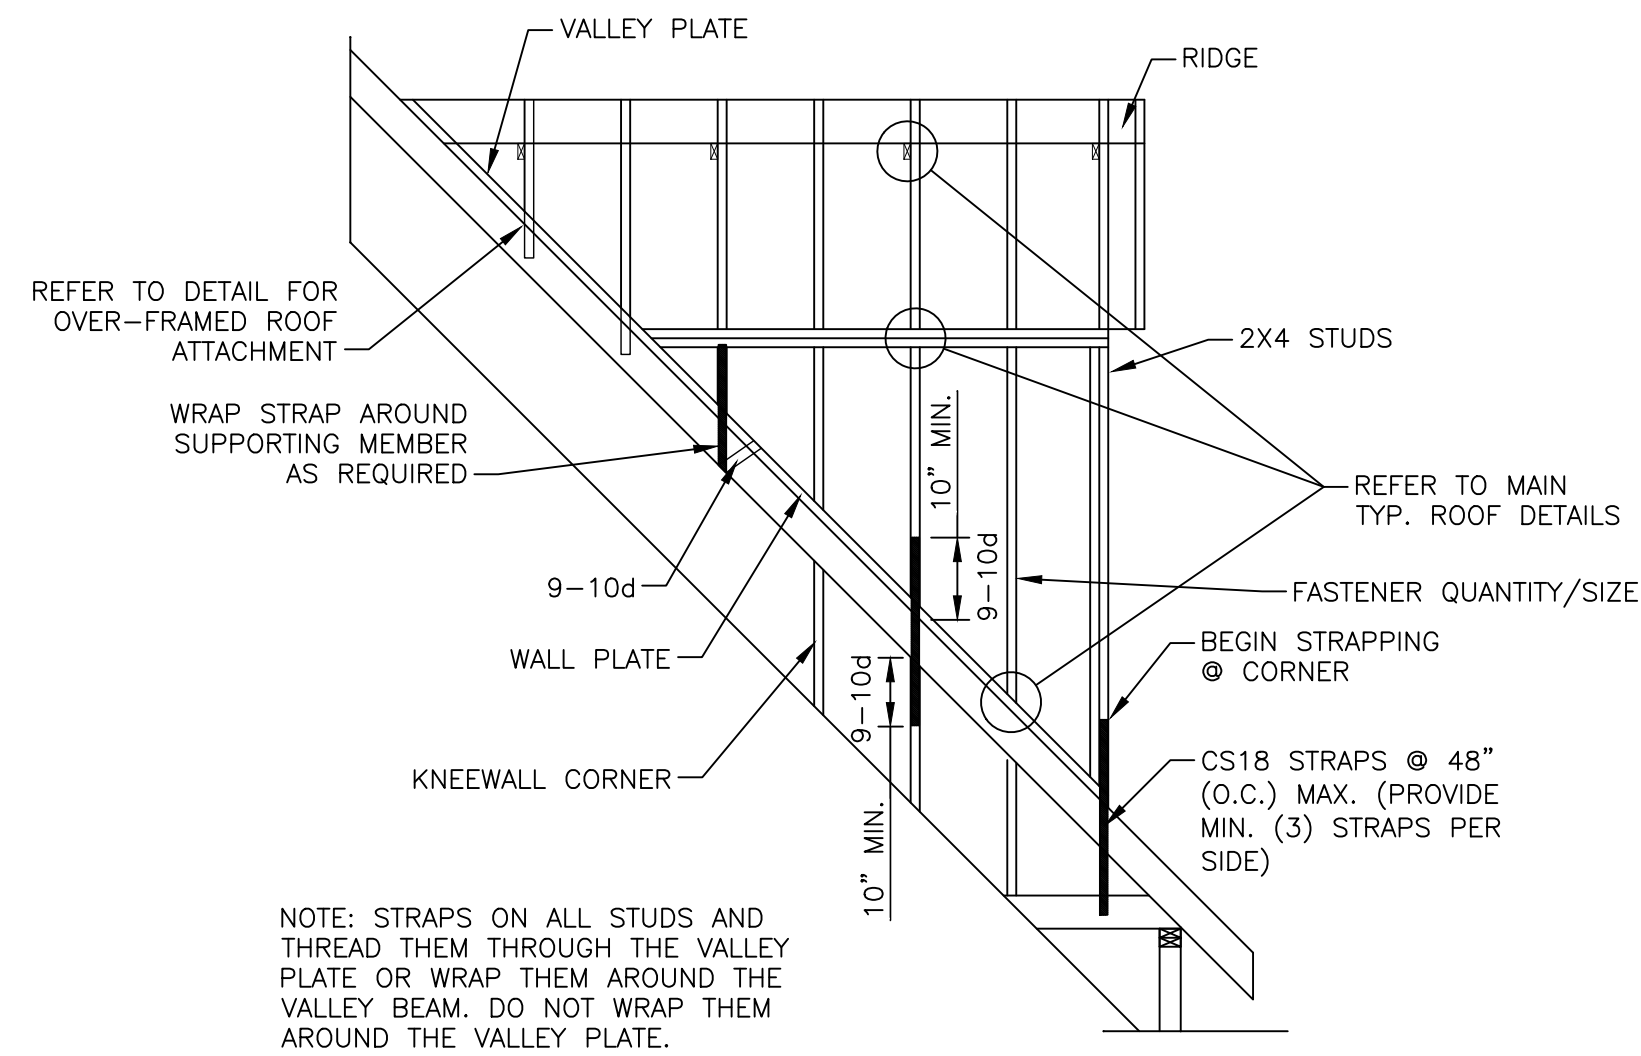 VALLEY PLATE
RIDGE
REFER TO DETAIL FOR
OVER-FRAMED ROOF
ATTACHMENT
2X4 STUDS
WRAP STRAP AROUND
SUPPORTING MEMBER
AS REQUIRED
10" MIN.
9-10d
REFER TO MAIN
TYP. ROOF DETAILS
9-10d
FASTENER QUANTITY/SIZE
WALL PLATE
BEGIN STRAPPING
@ CORNER
9-10d
10" MIN.
KNEEWALL CORNER
CS18 STRAPS @ 48"
(O.C.) MAX. (PROVIDE
MIN. (3) STRAPS PER
SIDE)
NOTE: STRAPS ON ALL STUDS AND
THREAD THEM THROUGH THE VALLEY
PLATE OR WRAP THEM AROUND THE
VALLEY BEAM. DO NOT WRAP THEM
AROUND THE VALLEY PLATE.